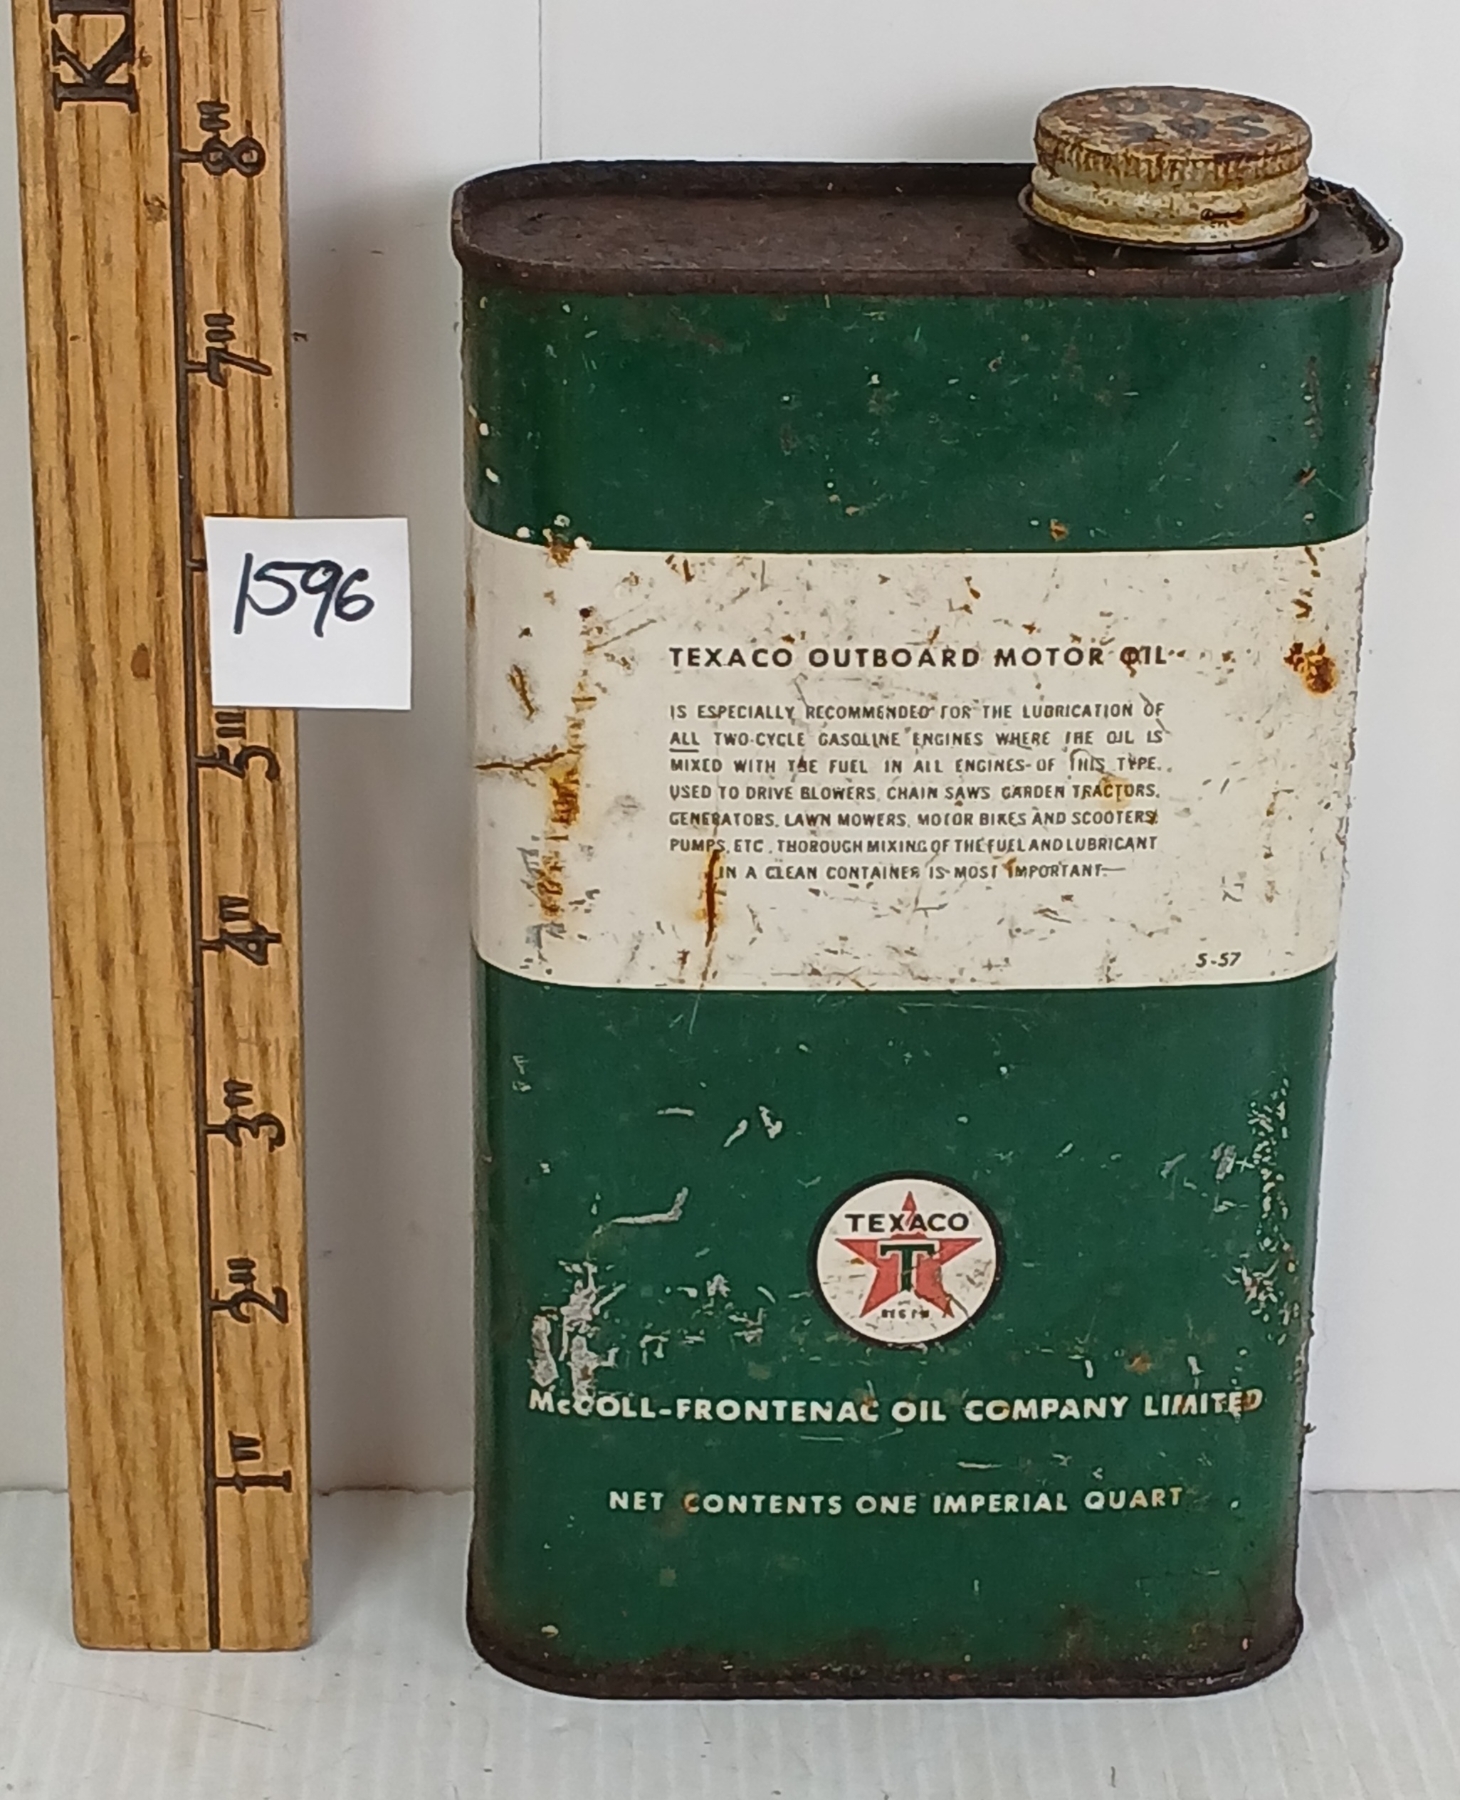 8"
7"
5"
4"
3"
2"
1"
1596
TEXACO OUTBOARD MOTOR OIL
IS ESPECIALLY RECOMMENDED FOR THE LUBRICATION OF
ALL TWO-CYCLE GASOLINE ENGINES WHERE THE OIL IS
MIXED WITH THE FUEL IN ALL ENGINES OF THIS TYPE.
USED TO DRIVE BLOWERS, CHAIN SAWS GARDEN TRACTORS,
GENERATORS, LAWN MOWERS, MOTOR BIKES AND SCOOTERS,
PUMPS, ETC. THOROUGH MIXING OF THE FUEL AND LUBRICANT
IN A CLEAN CONTAINER IS MOST IMPORTANT.
5-57
TEXACO
T
McCOLL-FRONTENAC OIL COMPANY LIMITED
NET CONTENTS ONE IMPERIAL QUART